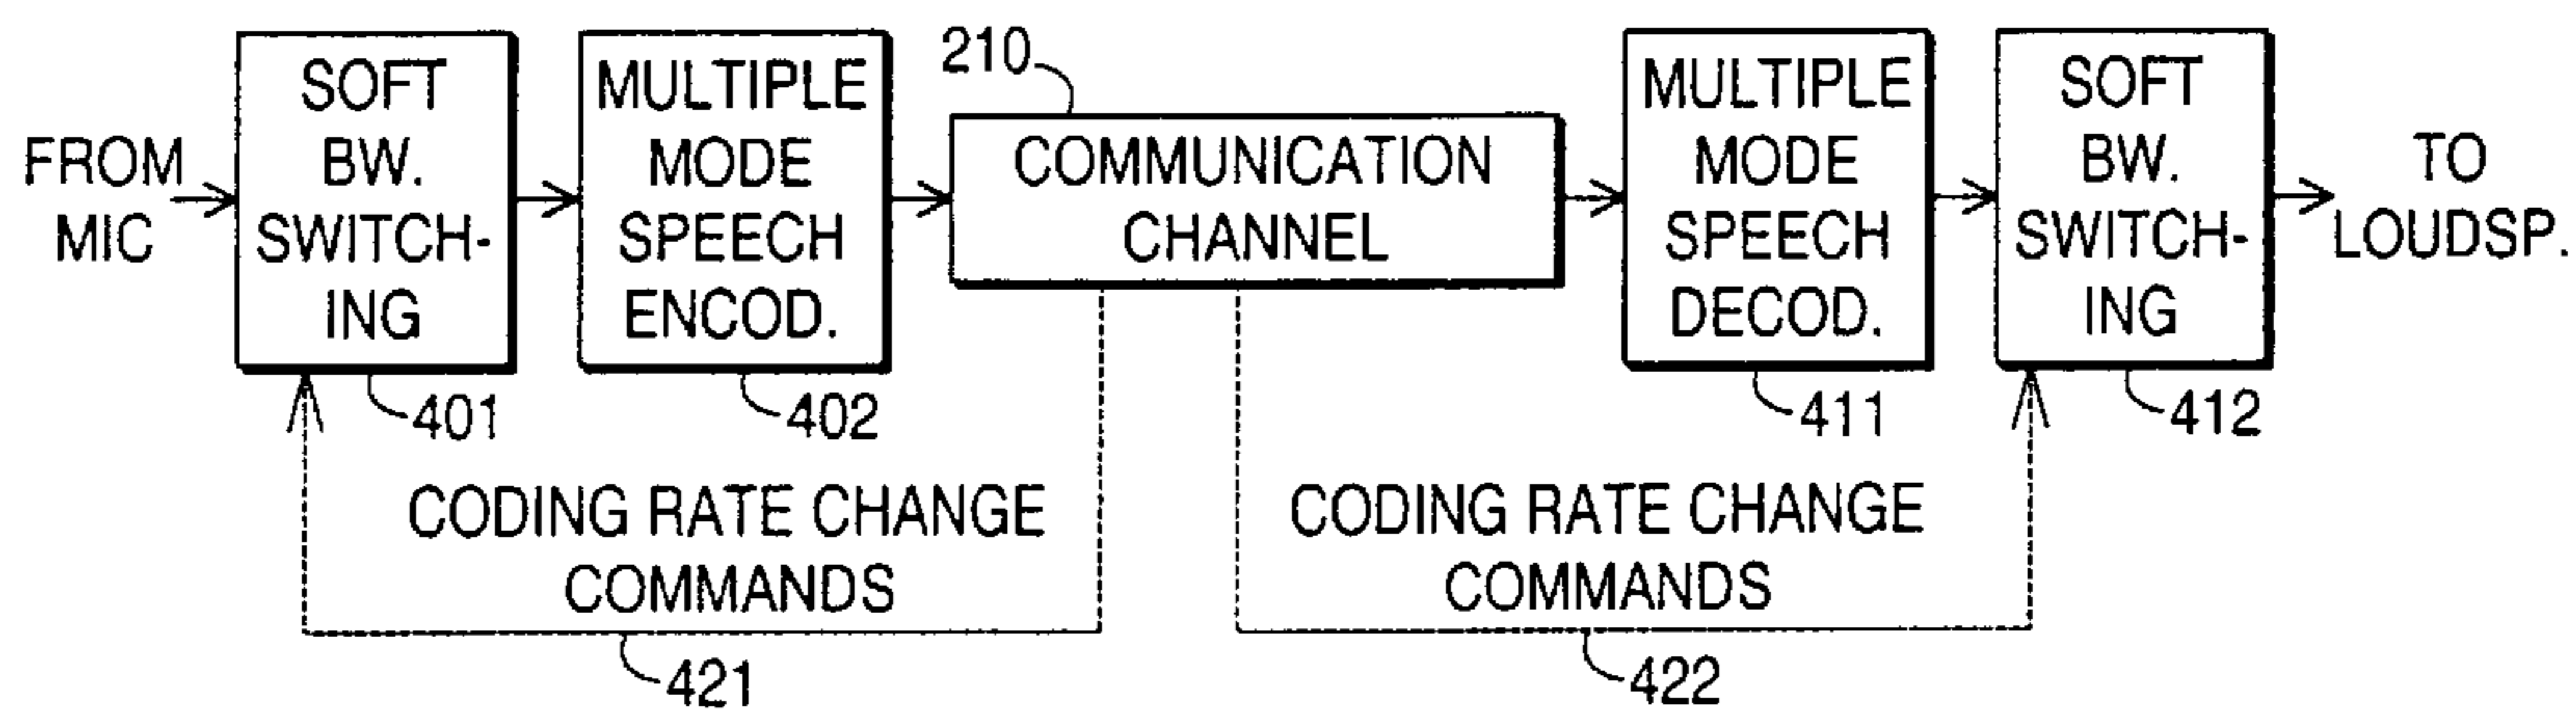 FROM
MIC
SOFT
BW.
SWITCH-
ING
401
MULTIPLE
MODE
SPEECH
ENCOD.
402
210
COMMUNICATION
CHANNEL
MULTIPLE
MODE
SPEECH
DECOD.
411
SOFT
BW.
SWITCH-
ING
412
TO
LOUDSP.
CODING RATE CHANGE
COMMANDS
421
CODING RATE CHANGE
COMMANDS
422